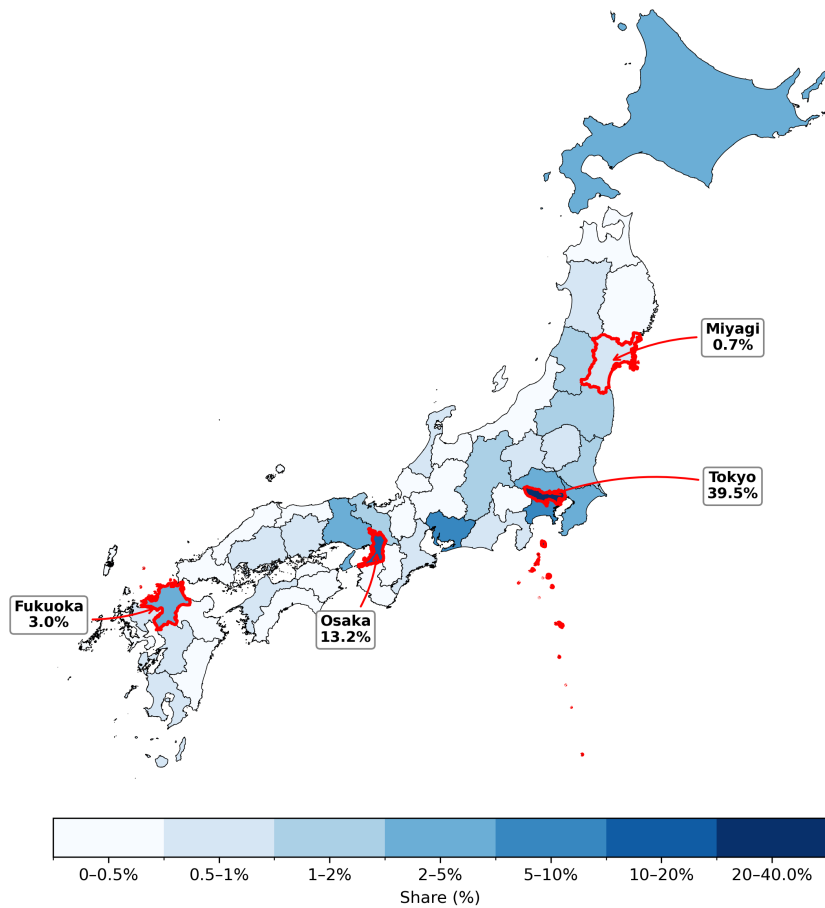 Miyagi
0.7%
Tokyo
39.5%
Fukuoka
3.0%
Osaka
13.2%
0–0.5%
0.5–1%
1–2%
2–5%
5–10%
10–20%
20–40.0%
Share (%)